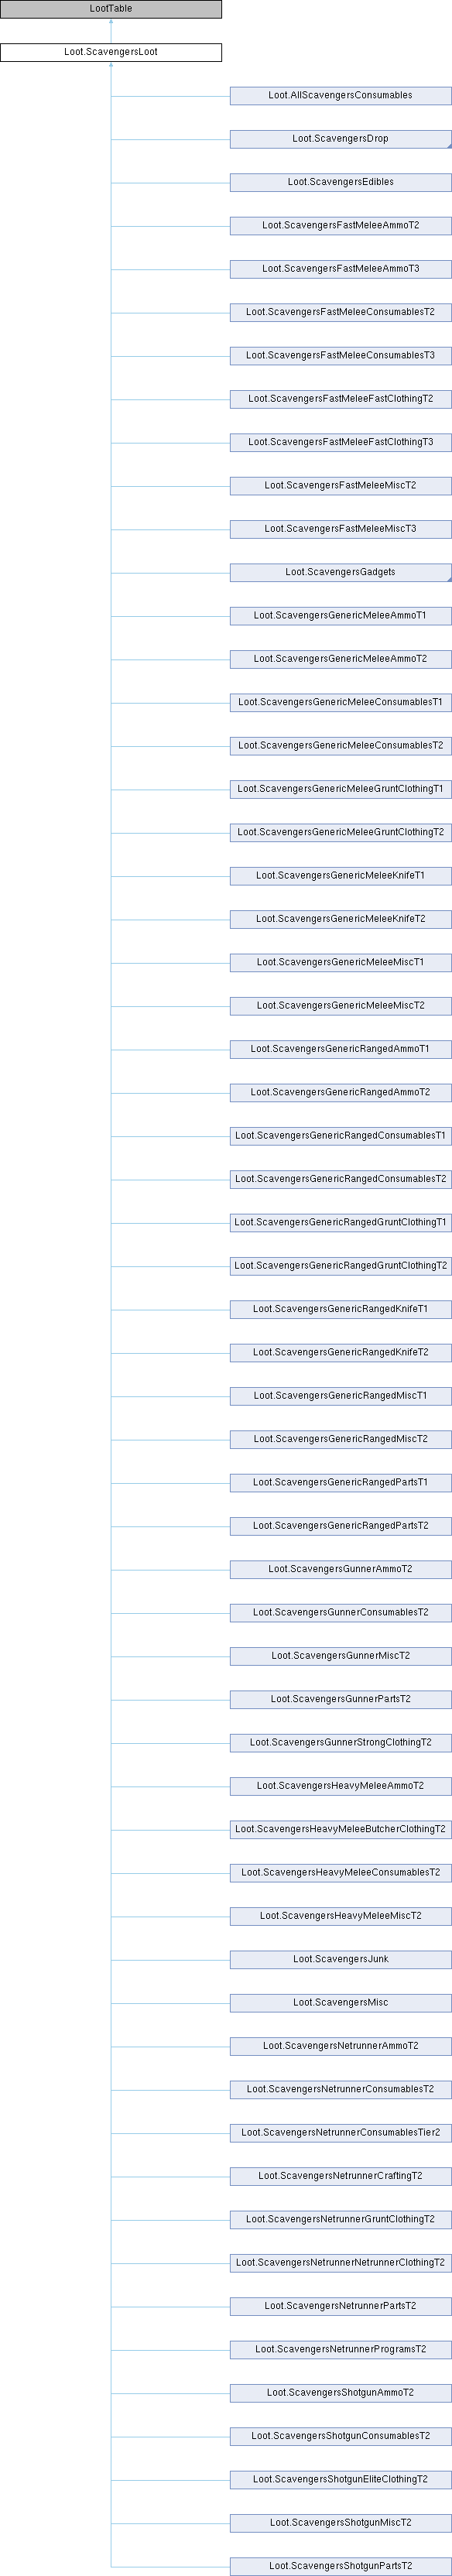 LootTable
Loot.ScavengersLoot
Loot.AllScavengersConsumables
Loot.ScavengersDrop
Loot.ScavengersEdibles
Loot.ScavengersFastMeleeAmmoT2
Loot.ScavengersFastMeleeAmmoT3
Loot.ScavengersFastMeleeConsumablesT2
Loot.ScavengersFastMeleeConsumablesT3
Loot.ScavengersFastMeleeFastClothingT2
Loot.ScavengersFastMeleeFastClothingT3
Loot.ScavengersFastMeleeMiscT2
Loot.ScavengersFastMeleeMiscT3
Loot.ScavengersGadgets
Loot.ScavengersGenericMeleeAmmoT1
Loot.ScavengersGenericMeleeAmmoT2
Loot.ScavengersGenericMeleeConsumablesT1
Loot.ScavengersGenericMeleeConsumablesT2
Loot.ScavengersGenericMeleeGruntClothingT1
Loot.ScavengersGenericMeleeGruntClothingT2
Loot.ScavengersGenericMeleeKnifeT1
Loot.ScavengersGenericMeleeKnifeT2
Loot.ScavengersGenericMeleeMiscT1
Loot.ScavengersGenericMeleeMiscT2
Loot.ScavengersGenericRangedAmmoT1
Loot.ScavengersGenericRangedAmmoT2
Loot.ScavengersGenericRangedConsumablesT1
Loot.ScavengersGenericRangedConsumablesT2
Loot.ScavengersGenericRangedGruntClothingT1
Loot.ScavengersGenericRangedGruntClothingT2
Loot.ScavengersGenericRangedKnifeT1
Loot.ScavengersGenericRangedKnifeT2
Loot.ScavengersGenericRangedMiscT1
Loot.ScavengersGenericRangedMiscT2
Loot.ScavengersGenericRangedPartsT1
Loot.ScavengersGenericRangedPartsT2
Loot.ScavengersGunnerAmmoT2
Loot.ScavengersGunnerConsumablesT2
Loot.ScavengersGunnerMiscT2
Loot.ScavengersGunnerPartsT2
Loot.ScavengersGunnerStrongClothingT2
Loot.ScavengersHeavyMeleeAmmoT2
Loot.ScavengersHeavyMeleeButcherClothingT2
Loot.ScavengersHeavyMeleeConsumablesT2
Loot.ScavengersHeavyMeleeMiscT2
Loot.ScavengersJunk
Loot.ScavengersMisc
Loot.ScavengersNetrunnerAmmoT2
Loot.ScavengersNetrunnerConsumablesT2
Loot.ScavengersNetrunnerConsumablesTier2
Loot.ScavengersNetrunnerCraftingT2
Loot.ScavengersNetrunnerGruntClothingT2
Loot.ScavengersNetrunnerNetrunnerClothingT2
Loot.ScavengersNetrunnerPartsT2
Loot.ScavengersNetrunnerProgramsT2
Loot.ScavengersShotgunAmmoT2
Loot.ScavengersShotgunConsumablesT2
Loot.ScavengersShotgunEliteClothingT2
Loot.ScavengersShotgunMiscT2
Loot.ScavengersShotgunPartsT2